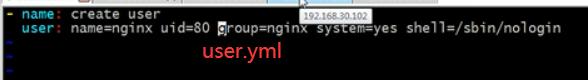 - name: create user
192.168.30.102
user: name=nginx uid=80 group=nginx system=yes shell=/sbin/nologin
~
~
user.yml
~